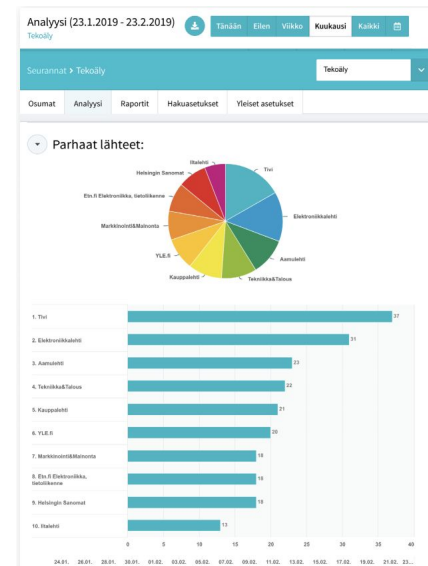 Analyysi (23.1.2019 - 23.2.2019)
Tekoäly
Tänään Eilen Viikko Kuukausi Kaikki
Seurannat > Tekoäly
Tekoäly
Osumat Analyysi Raportit Hakuasetukset Yleiset asetukset
Parhaat lähteet:
Iltalehti
Tivi
Helsingin Sanomat
Etn.fi Elektroniikka, tietoliikenne
Elektroniikkalehti
Markkinointi&Mainonta
YLE.fi
Aamulehti
Kauppalehti
Tekniikka&Talous
1. Tivi 37
2. Elektroniikkalehti 31
3. Aamulehti 23
4. Tekniikka&Talous 22
5. Kauppalehti 21
6. YLE.fi 20
7. Markkinointi&Mainonta 18
8. Etn.fi Elektroniikka,
tietoliikenne 18
9. Helsingin Sanomat 18
10. Iltalehti 13
0 5 10 15 20 25 30 35 40
24.01. 26.01. 28.01. 30.01. 01.02. 03.02. 05.02. 07.02. 09.02. 11.02. 13.02. 15.02. 17.02. 19.02. 21.02. 23....